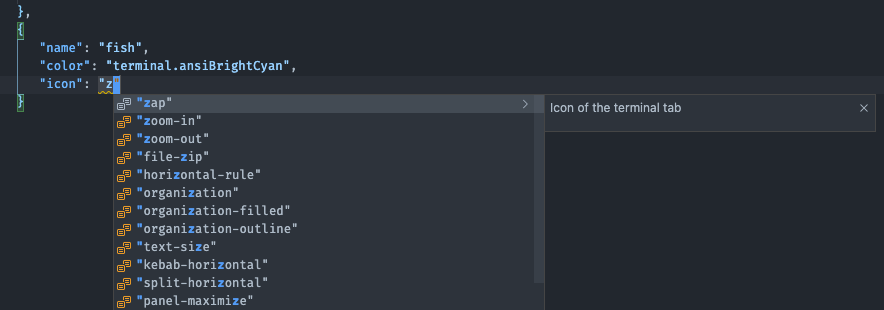 },
{
"name": "fish",
"color": "terminal.ansiBrightCyan",
"icon": "z"
}
"zap"
"zoom-in"
"zoom-out"
"file-zip"
"horizontal-rule"
"organization"
"organization-filled"
"organization-outline"
"text-size"
"kebab-horizontal"
"split-horizontal"
"panel-maximize"
Icon of the terminal tab